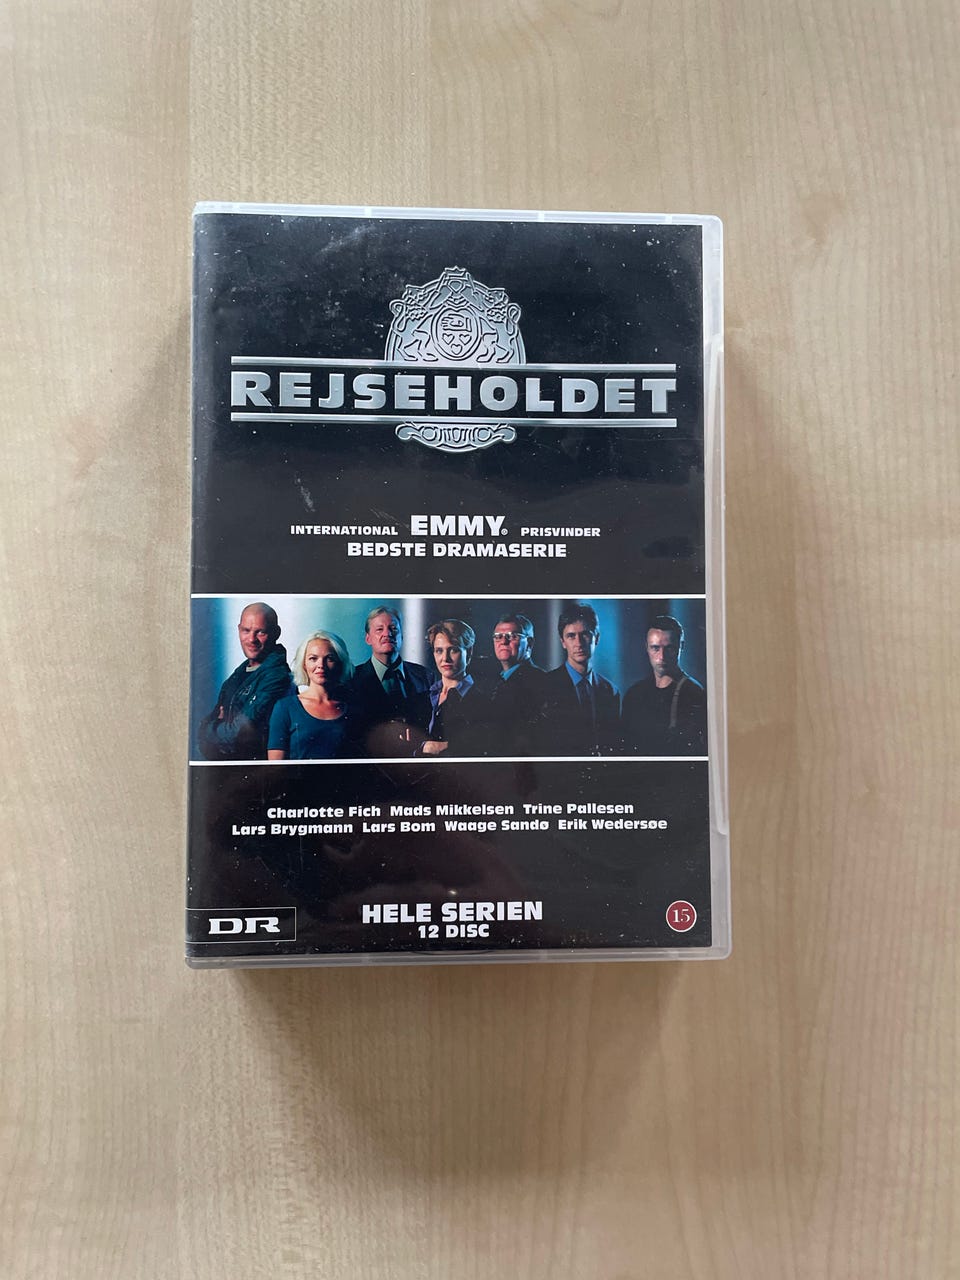 REJSEHOLDET
INTERNATIONAL EMMY® PRISVINDER
BEDSTE DRAMASERIE
Charlotte Fich Mads Mikkelsen Trine Pallesen
Lars Brygmann Lars Bom Waage Sandø Erik Wedersøe
HELE SERIEN
12 DISC
DR
15